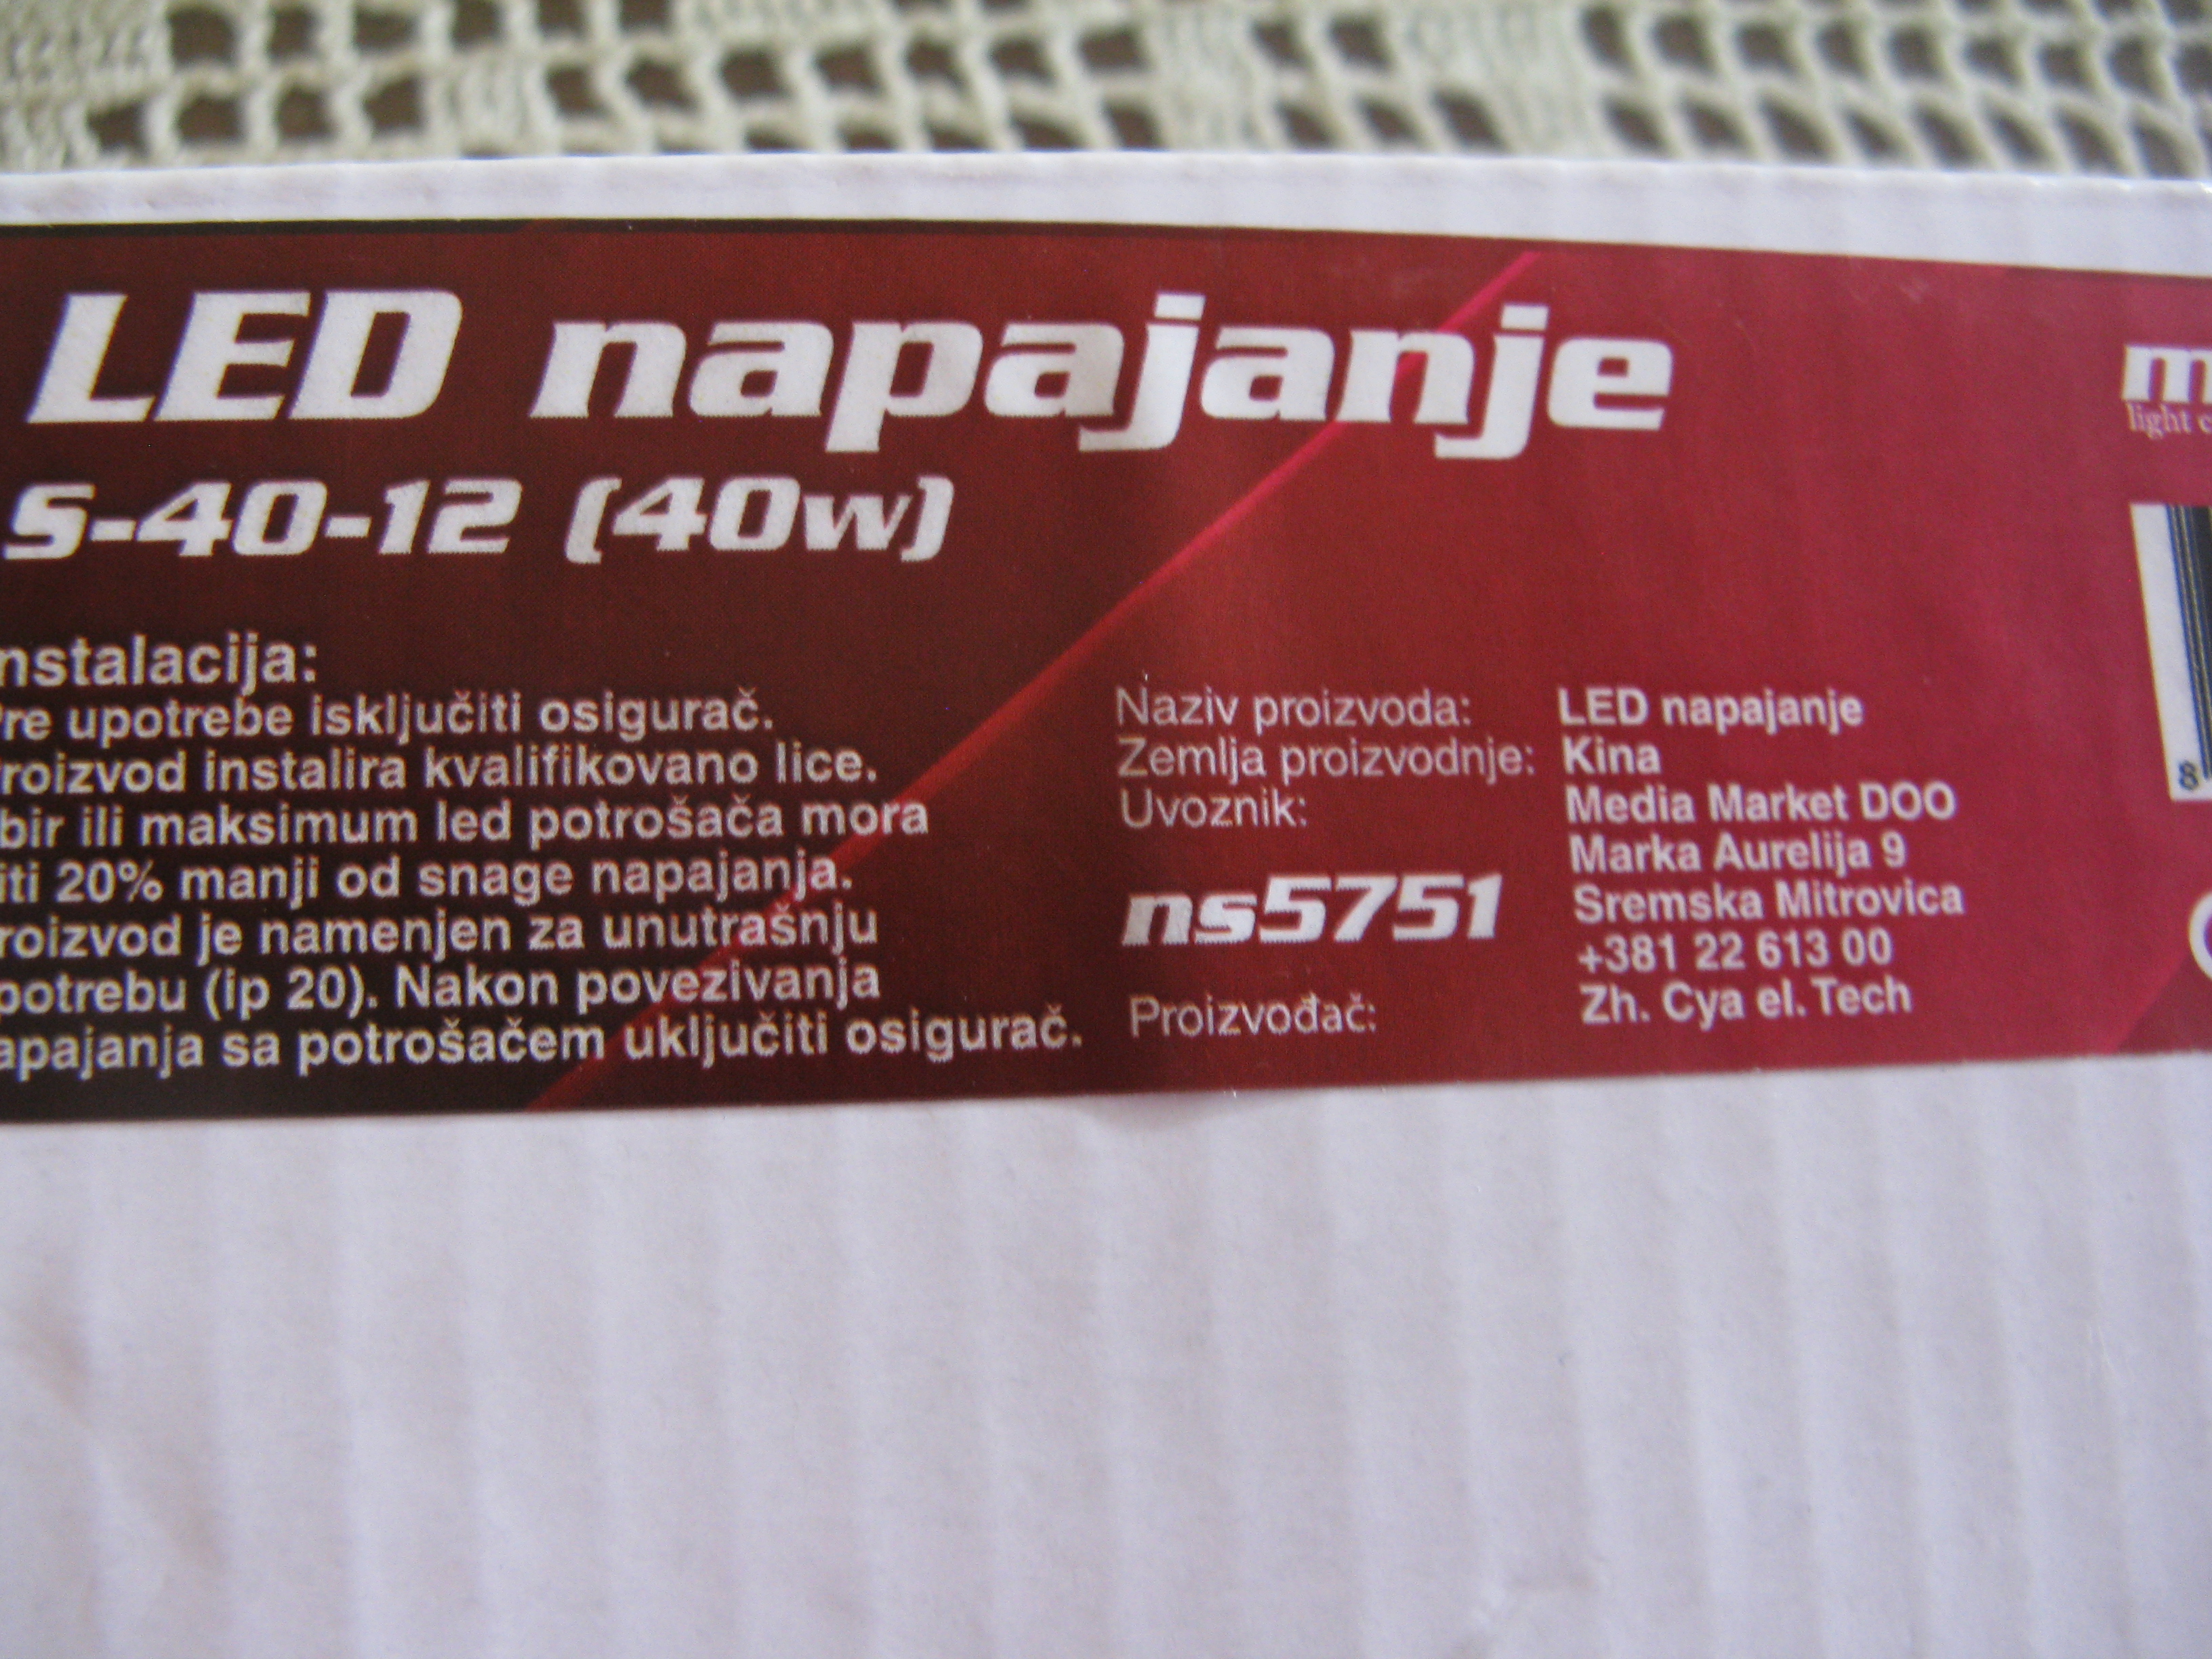 LED napajanje
S-40-12 (40w)
nstalacija:
re upotrebe isključiti osigurač.
roizvod instalira kvalifikovano lice.
bir ili maksimum led potrošača mora
iti 20% manji od snage napajanja.
roizvod je namenjen za unutrašnju
potrebu (ip 20). Nakon povezivanja
apajanja sa potrošačem uključiti osigurač.
Naziv proizvoda: LED napajanje
Zemlja proizvodnje: Kina
Uvoznik: Media Market DOO
Marka Aurelija 9
Sremska Mitrovica
+381 22 613 00
ns5751
Proizvođač: Zh. Cya el. Tech
m
light c
8